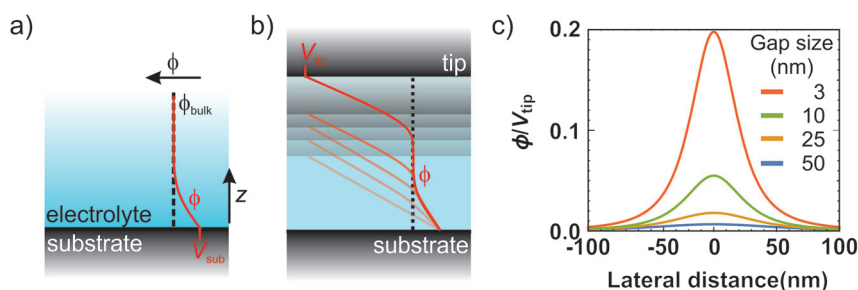 a)
ϕ
ϕbulk
ϕ
z
electrolyte
substrate
Vsub
b)
Vtip
tip
ϕ
substrate
c)
ϕ/Vtip
0.2
0.1
0.0
-100
-50
0
50
100
Lateral distance(nm)
Gap size
(nm)
3
10
25
50